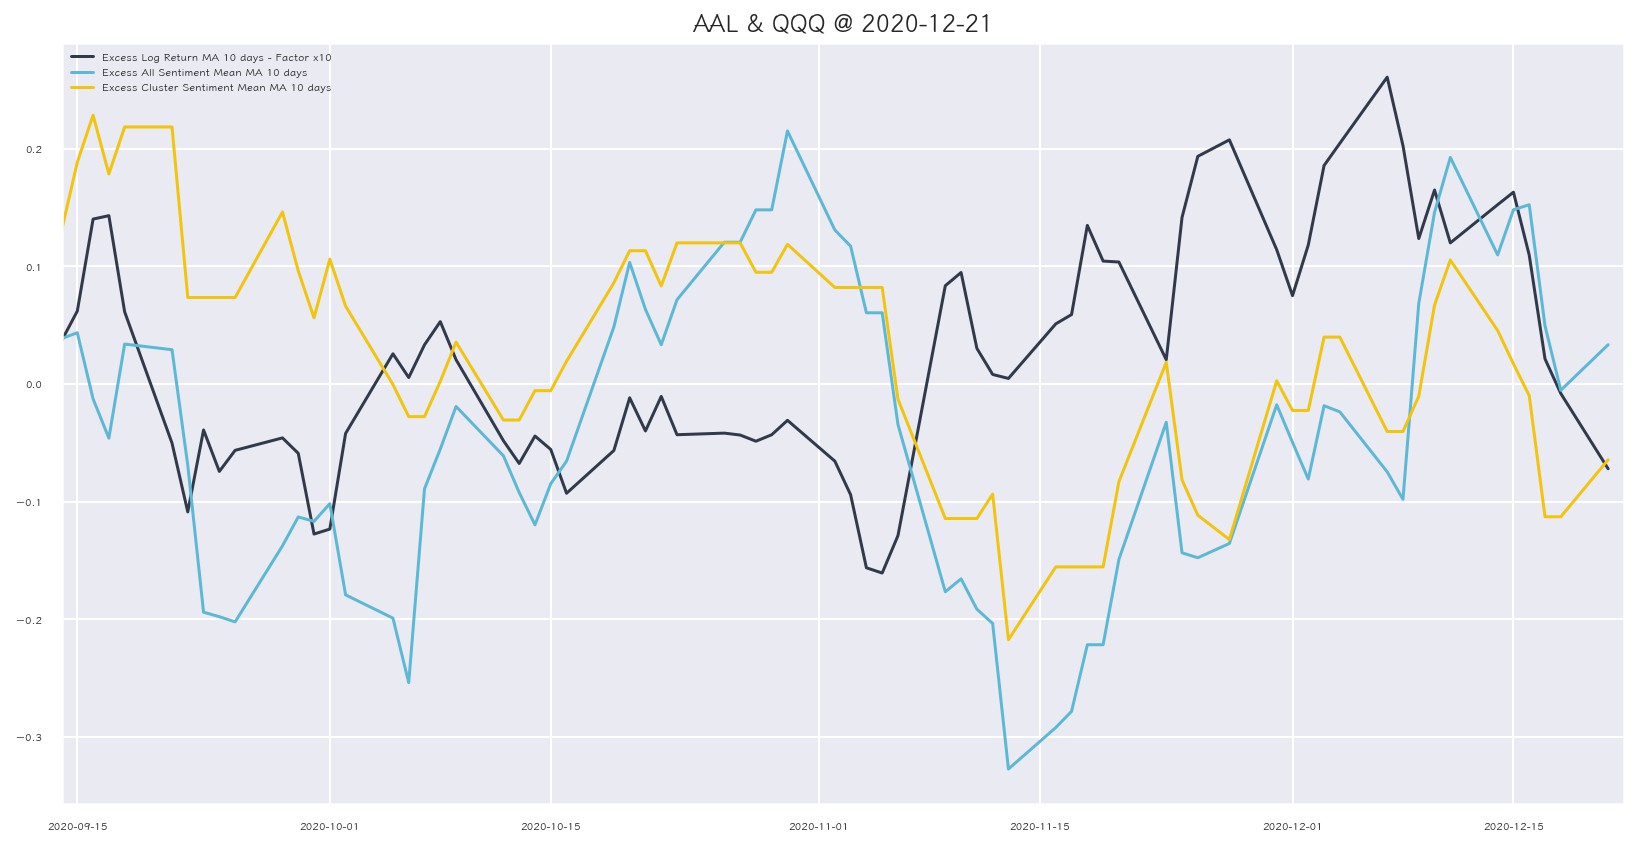 AAL & QQQ @ 2020-12-21
Excess Log Return MA 10 days - Factor x10
Excess All Sentiment Mean MA 10 days
Excess Cluster Sentiment Mean MA 10 days
0.2
0.1
0.0
−0.1
−0.2
−0.3
2020-09-15 2020-10-01 2020-10-15 2020-11-01 2020-11-15 2020-12-01 2020-12-15